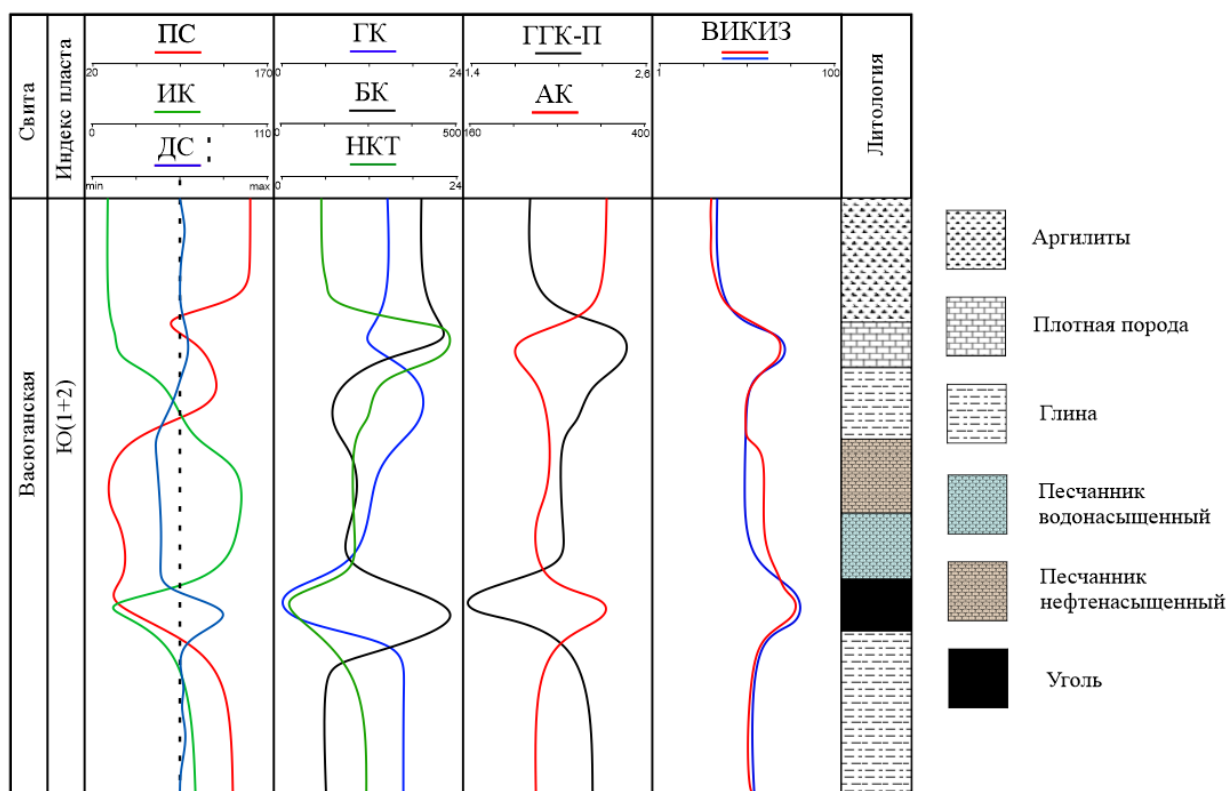 Свита
Индекс пласта
ПС
20 170
ИК
0 110
ДС
min max
ГК
0 24
БК
0 500
НКТ
0 24
ГГК-П
1,4 2,6
АК
160 400
ВИКИЗ
1 100
Литология
Васюганская
Ю(1+2)
Аргилиты
Плотная порода
Глина
Песчанник
водонасыщенный
Песчанник
нефтенасыщенный
Уголь